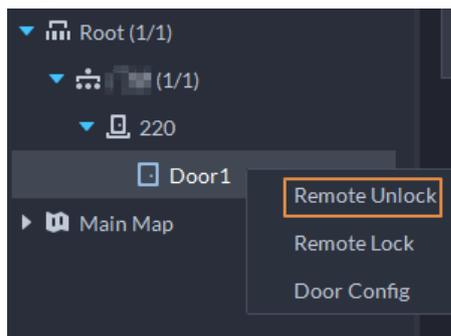 Root (1/1)
(1/1)
220
Door1
Remote Unlock
Main Map
Remote Lock
Door Config